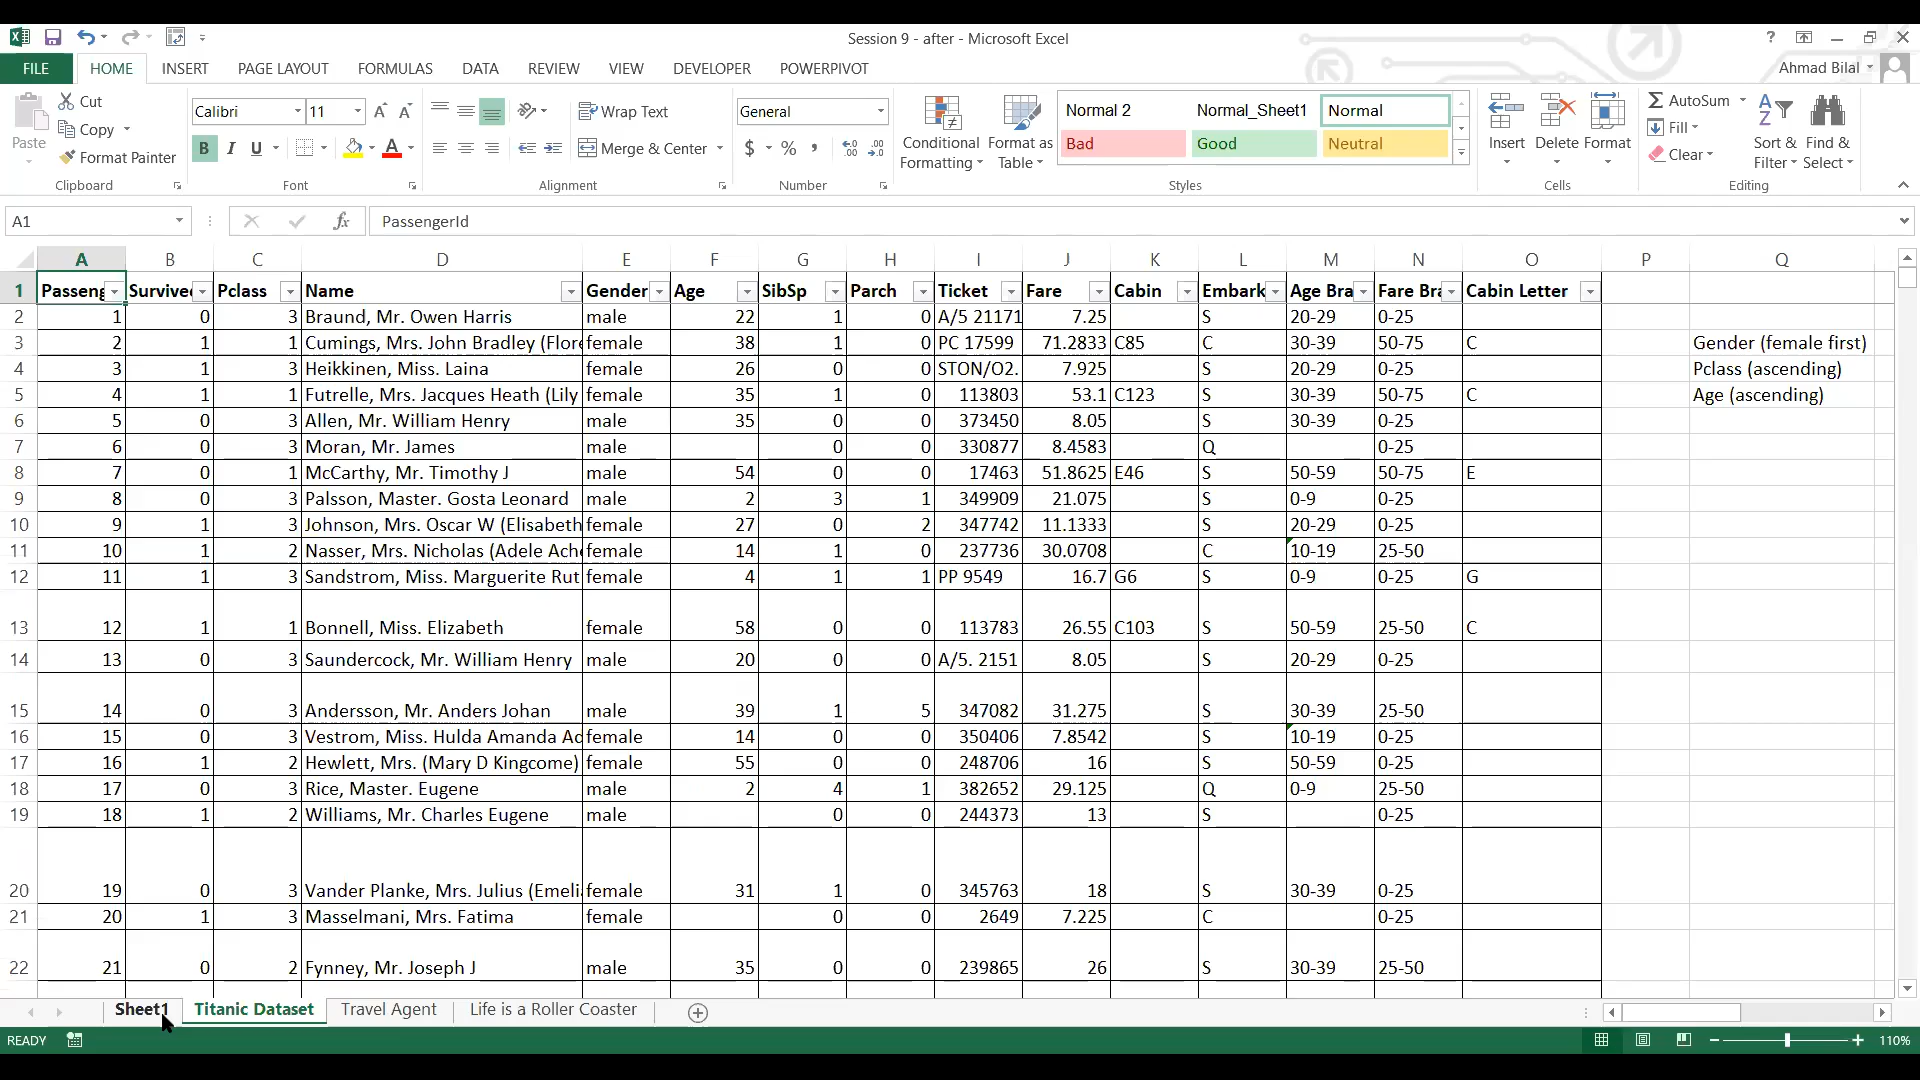 Session 9 - after - Microsoft Excel
?
FILE HOME INSERT PAGE LAYOUT FORMULAS DATA REVIEW VIEW DEVELOPER POWERPIVOT Ahmad Bilal
Paste Cut Copy Format Painter
Calibri 11 B I U
Wrap Text Merge & Center
General $ % ,
Conditional Formatting Format as Table
Normal 2 Normal_Sheet1 Normal
Bad Good Neutral
Insert Delete Format
AutoSum Fill Clear Sort & Filter Find & Select
Clipboard Font Alignment Number Styles Cells Editing
A1 fx PassengerId
A B C D E F G H I J K L M N O P Q
1 Passeng Survived Pclass Name Gender Age SibSp Parch Ticket Fare Cabin Embark Age Bra Fare Bra Cabin Letter
2 1 0 3 Braund, Mr. Owen Harris male 22 1 0 A/5 21171 7.25 S 20-29 0-25
3 2 1 1 Cumings, Mrs. John Bradley (Flore female 38 1 0 PC 17599 71.2833 C85 C 30-39 50-75 C Gender (female first)
4 3 1 3 Heikkinen, Miss. Laina female 26 0 0 STON/O2. 7.925 S 20-29 0-25 Pclass (ascending)
5 4 1 1 Futrelle, Mrs. Jacques Heath (Lily female 35 1 0 113803 53.1 C123 S 30-39 50-75 C Age (ascending)
6 5 0 3 Allen, Mr. William Henry male 35 0 0 373450 8.05 S 30-39 0-25
7 6 0 3 Moran, Mr. James male 0 0 330877 8.4583 Q 0-25
8 7 0 1 McCarthy, Mr. Timothy J male 54 0 0 17463 51.8625 E46 S 50-59 50-75 E
9 8 0 3 Palsson, Master. Gosta Leonard male 2 3 1 349909 21.075 S 0-9 0-25
10 9 1 3 Johnson, Mrs. Oscar W (Elisabeth female 27 0 2 347742 11.1333 S 20-29 0-25
11 10 1 2 Nasser, Mrs. Nicholas (Adele Ach female 14 1 0 237736 30.0708 C 10-19 25-50
12 11 1 3 Sandstrom, Miss. Marguerite Rut female 4 1 1 PP 9549 16.7 G6 S 0-9 0-25 G
13 12 1 1 Bonnell, Miss. Elizabeth female 58 0 0 113783 26.55 C103 S 50-59 25-50 C
14 13 0 3 Saundercock, Mr. William Henry male 20 0 0 A/5. 2151 8.05 S 20-29 0-25
15 14 0 3 Andersson, Mr. Anders Johan male 39 1 5 347082 31.275 S 30-39 25-50
16 15 0 3 Vestrom, Miss. Hulda Amanda Ad female 14 0 0 350406 7.8542 S 10-19 0-25
17 16 1 2 Hewlett, Mrs. (Mary D Kingcome) female 55 0 0 248706 16 S 50-59 0-25
18 17 0 3 Rice, Master. Eugene male 2 4 1 382652 29.125 Q 0-9 25-50
19 18 1 2 Williams, Mr. Charles Eugene male 0 0 244373 13 S 0-25
20 19 0 3 Vander Planke, Mrs. Julius (Emeli female 31 1 0 345763 18 S 30-39 0-25
21 20 1 3 Masselmani, Mrs. Fatima female 0 0 2649 7.225 C 0-25
22 21 0 2 Fynney, Mr. Joseph J male 35 0 0 239865 26 S 30-39 25-50
Sheet1 Titanic Dataset Travel Agent Life is a Roller Coaster
READY 110%